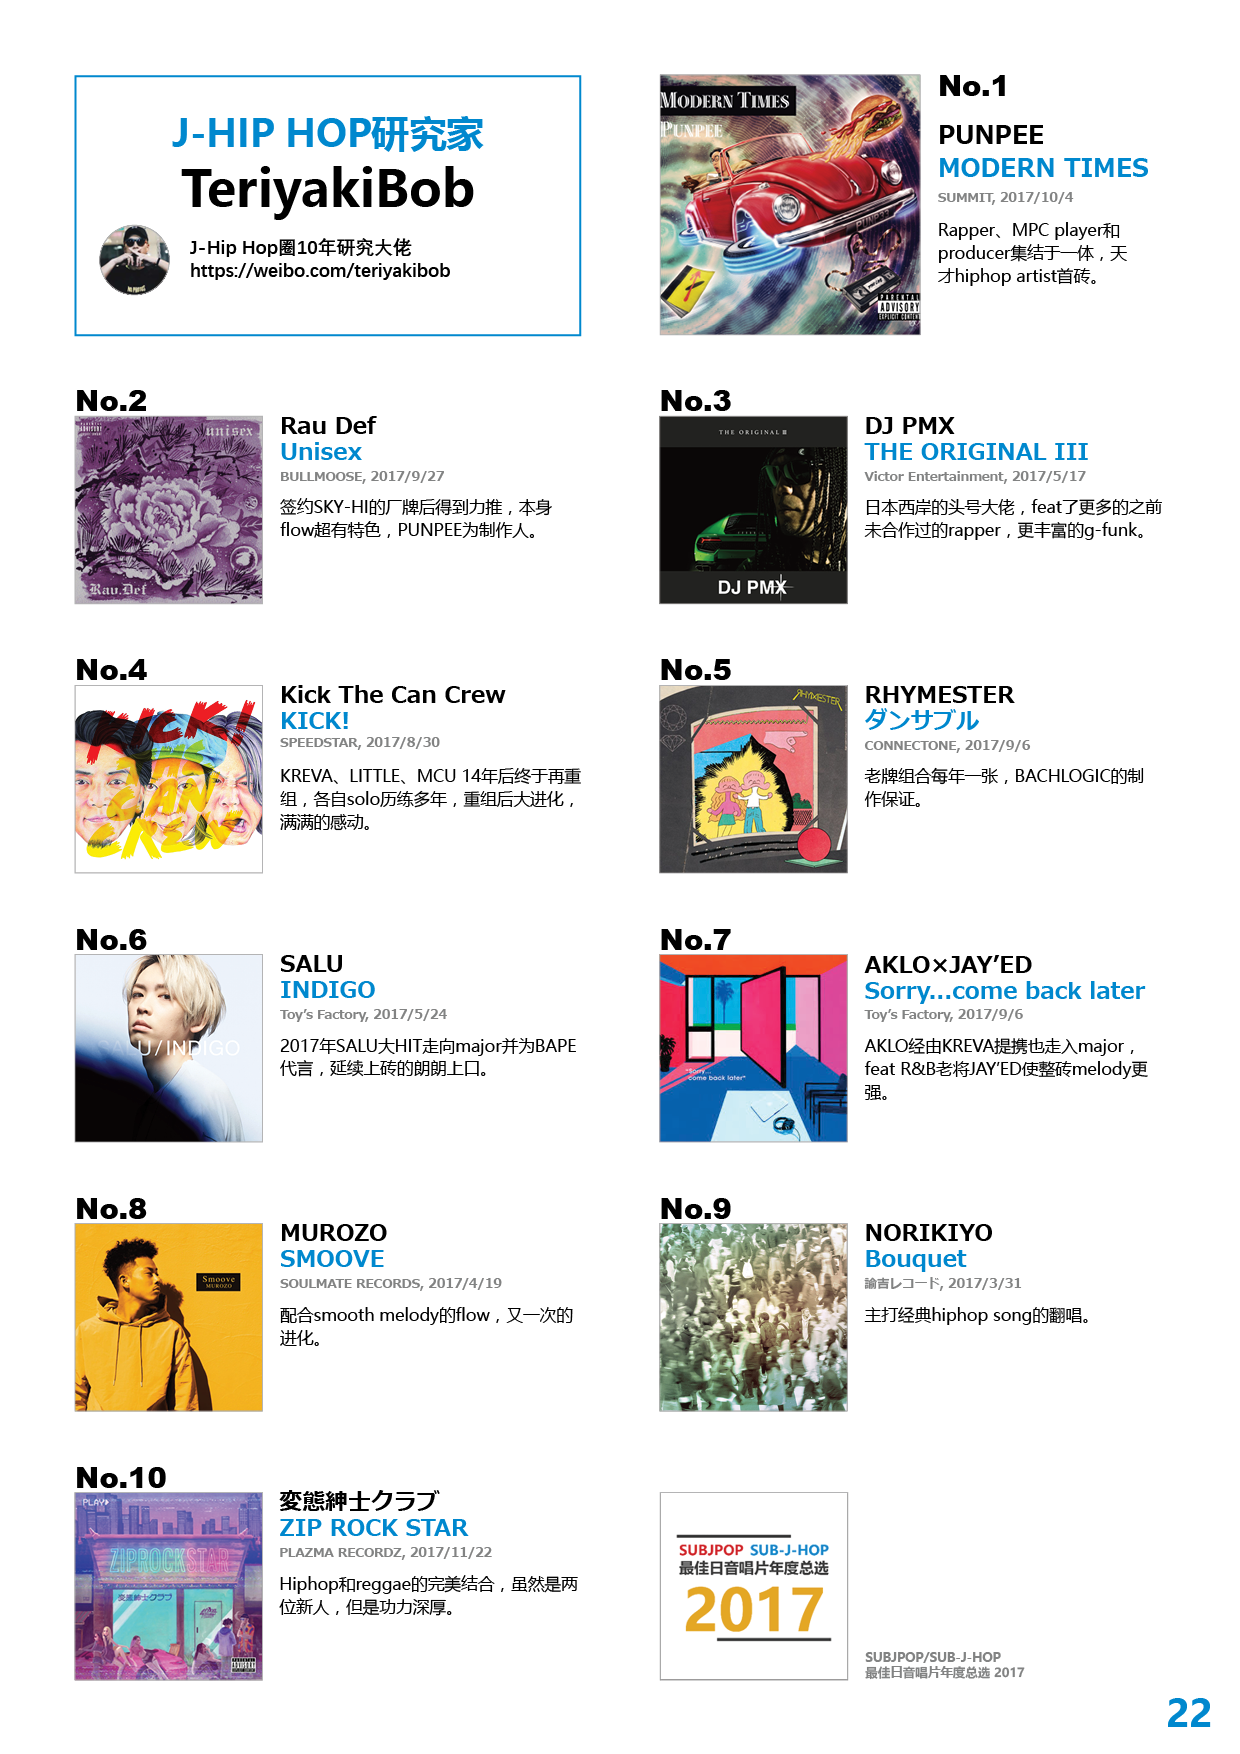 J-HIP HOP研究家
TeriyakiBob
J-Hip Hop圈10年研究大佬
https://weibo.com/teriyakibob
MODERN TIMES
PUNPEE
PUNP33
PARENTAL
ADVISORY
EXPLICIT CONTENT
No.1
PUNPEE
MODERN TIMES
SUMMIT, 2017/10/4
Rapper、MPC player和
producer集结于一体，天
才hiphop artist首砖。
No.2
unisex
Rau.Def
Rau Def
Unisex
BULLMOOSE, 2017/9/27
签约SKY-HI的厂牌后得到力推，本身
flow超有特色，PUNPEE为制作人。
No.3
THE ORIGINAL III
DJ PMX
DJ PMX
THE ORIGINAL III
Victor Entertainment, 2017/5/17
日本西岸的头号大佬，feat了更多的之前
未合作过的rapper，更丰富的g-funk。
No.4
KICK!
THE
CAN
CREW
Kick The Can Crew
KICK!
SPEEDSTAR, 2017/8/30
KREVA、LITTLE、MCU 14年后终于再重
组，各自solo历练多年，重组后大进化，
满满的感动。
No.5
RHYMESTER
RHYMESTER
ダンサブル
CONNECTONE, 2017/9/6
老牌组合每年一张，BACHLOGIC的制
作保证。
No.6
SALU/INDIGO
SALU
INDIGO
Toy’s Factory, 2017/5/24
2017年SALU大HIT走向major并为BAPE
代言，延续上砖的朗朗上口。
No.7
"Sorry...
come back later"
AKLO×JAY’ED
Sorry...come back later
Toy’s Factory, 2017/9/6
AKLO经由KREVA提携也走入major，
feat R&B老将JAY’ED使整砖melody更
强。
No.8
Smoove
MUROZO
MUROZO
SMOOVE
SOULMATE RECORDS, 2017/4/19
配合smooth melody的flow，又一次的
进化。
No.9
NORIKIYO
Bouquet
諭吉レコード, 2017/3/31
主打经典hiphop song的翻唱。
No.10
PLAY
ZIPROCKSTAR
変態紳士クラブ
変態紳士クラブ
ZIP ROCK STAR
PLAZMA RECORDZ, 2017/11/22
Hiphop和reggae的完美结合，虽然是两
位新人，但是功力深厚。
SUBJPOP SUB-J-HOP
最佳日音唱片年度总选
2017
SUBJPOP/SUB-J-HOP
最佳日音唱片年度总选 2017
22